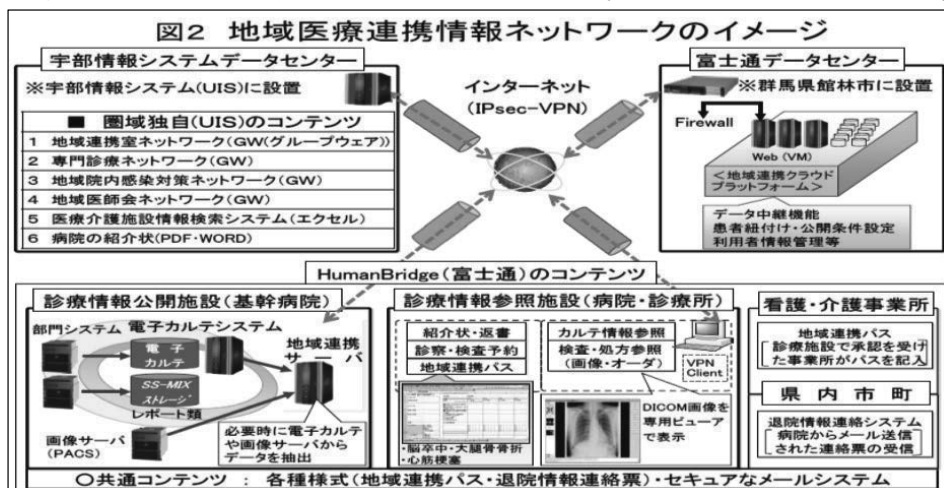 図2 地域医療連携情報ネットワークのイメージ
宇部情報システムデータセンター
※宇部情報システム(UIS)に設置
■ 圏域独自(UIS)のコンテンツ
1 地域連携室ネットワーク(GW(グループウェア))
2 専門診療ネットワーク(GW)
3 地域院内感染対策ネットワーク(GW)
4 地域医師会ネットワーク(GW)
5 医療介護施設情報検索システム(エクセル)
6 病院の紹介状(PDF・WORD)
インターネット
(IPsec-VPN)
富士通データセンター
※群馬県館林市に設置
Firewall
Web (VM)
<地域連携クラウド
プラットフォーム>
データ中継機能
患者紐付け・公開条件設定
利用者情報管理等
HumanBridge(富士通)のコンテンツ
診療情報公開施設(基幹病院)
部門システム 電子カルテシステム
電子
カルテ
SS-MIX
ストレージ
レポート類
画像サーバ
(PACS)
地域連携
サーバ
必要時に電子カルテ
や画像サーバから
データを抽出
診療情報参照施設(病院・診療所)
紹介状・返書
診察・検査予約
地域連携パス
・脳卒中・大腿骨骨折
・心筋梗塞
カルテ情報参照
検査・処方参照
(画像・オーダ)
VPN
Client
DICOM画像を
専用ビューア
で表示
看護・介護事業所
地域連携パス
診療施設で承認を受け
た事業所がパスを記入
県内市町
退院情報連絡システム
病院からメール送信
された連絡票の受信
○共通コンテンツ : 各種様式(地域連携パス・退院情報連絡票)・セキュアなメールシステム